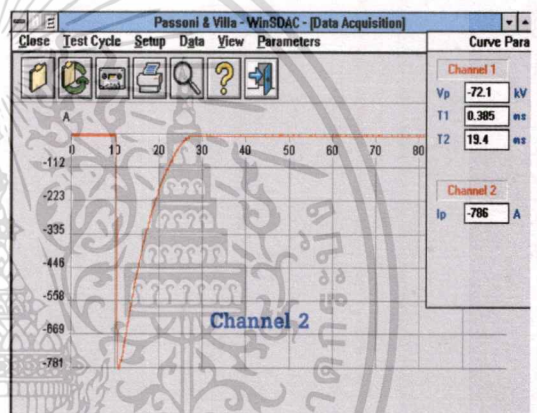 Passoni & Villa - WinSDAC - [Data Acquisition]
Close Test Cycle Setup Data View Parameters
Curve Para
Channel 1
Vp -72.1 kV
T1 0.385
T2 19.4
Channel 2
Ip -786 A
A
0 10 20 30 40 50 60 70 80
-112
-223
-335
-446
-558
-669
-781
Channel 2